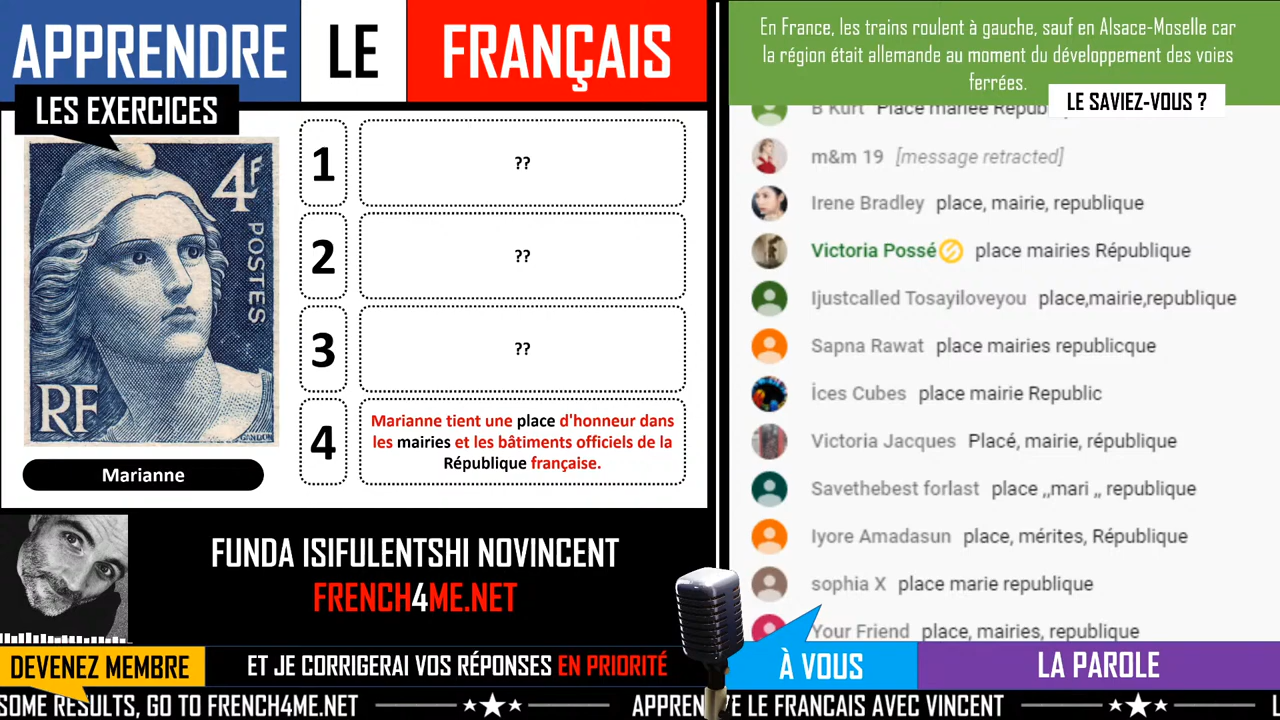 APPRENDRE LE FRANÇAIS
LES EXERCICES
4F
POSTES
RF
GANDON
Marianne
1 ??
2 ??
3 ??
4
Marianne tient une place d'honneur dans
les mairies et les bâtiments officiels de la
République française.
FUNDA ISIFULENTSHI NOVINCENT
FRENCH4ME.NET
DEVENEZ MEMBRE
ET JE CORRIGERAI VOS RÉPONSES EN PRIORITÉ
En France, les trains roulent à gauche, sauf en Alsace-Moselle car
la région était allemande au moment du développement des voies
ferrées.
LE SAVIEZ-VOUS ?
B Kurt Place mariée Répub
m&m 19 [message retracted]
Irene Bradley place, mairie, republique
Victoria Possé place mairies République
Ijustcalled Tosayiloveyou place,mairie,republique
Sapna Rawat place mairies republicque
İces Cubes place mairie Republic
Victoria Jacques Placé, mairie, république
Savethebest forlast place ,,mari ,, republique
Iyore Amadasun place, mérites, République
sophia X place marie republique
Your Friend place, mairies, republique
À VOUS
LA PAROLE
SOME RESULTS, GO TO FRENCH4ME.NET
LE FRANCAIS AVEC VINCENT